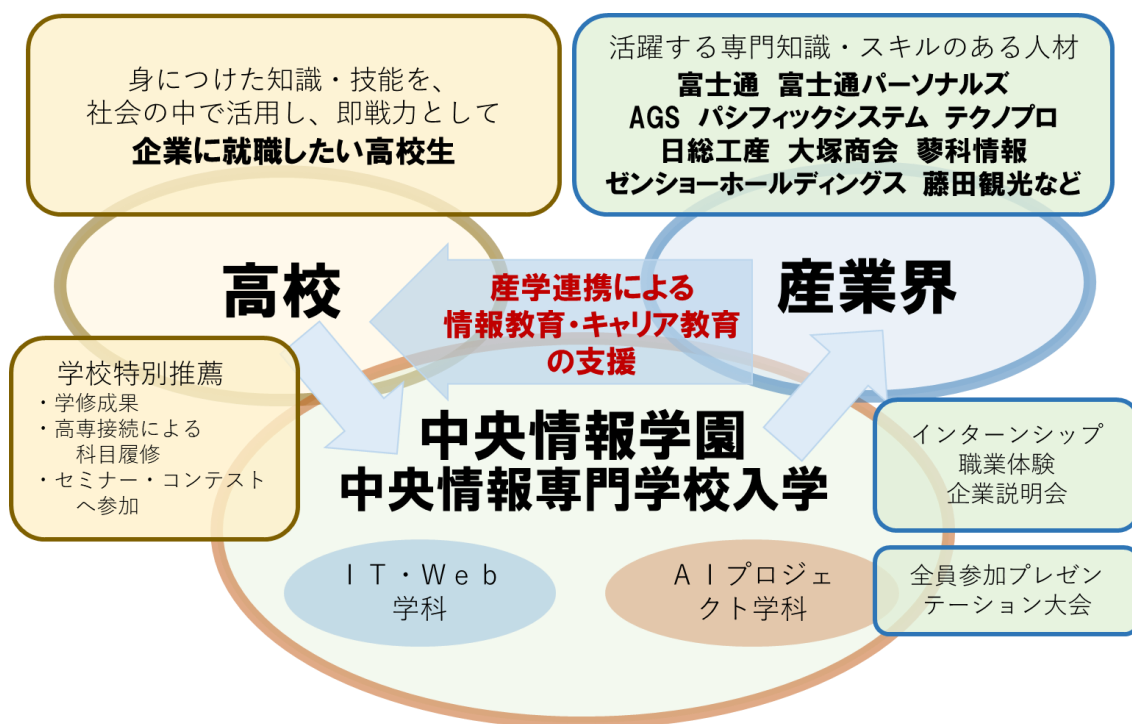 身につけた知識・技能を、
社会の中で活用し、即戦力として
企業に就職したい高校生
活躍する専門知識・スキルのある人材
富士通 富士通パーソナルズ
AGS パシフィックシステム テクノプロ
日総工産 大塚商会 蓼科情報
ゼンショーホールディングス 藤田観光など
高校
産学連携による
情報教育・キャリア教育
の支援
産業界
学校特別推薦
・学修成果
・高専接続による
科目履修
・セミナー・コンテスト
へ参加
中央情報学園
中央情報専門学校入学
インターンシップ
職業体験
企業説明会
ＩＴ・Ｗｅｂ
学科
ＡＩプロジェ
クト学科
全員参加プレゼン
テーション大会